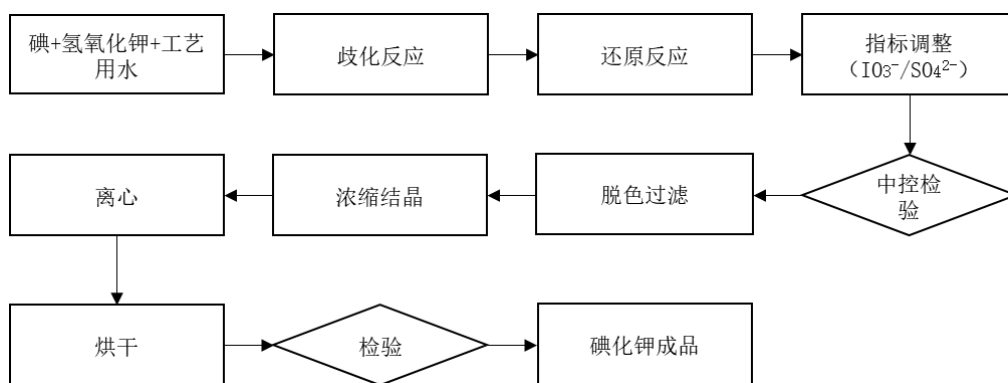 碘+氢氧化钾+工艺
用水
歧化反应
还原反应
指标调整
（IO₃⁻/SO₄²⁻）
中控检
验
脱色过滤
浓缩结晶
离心
烘干
检验
碘化钾成品